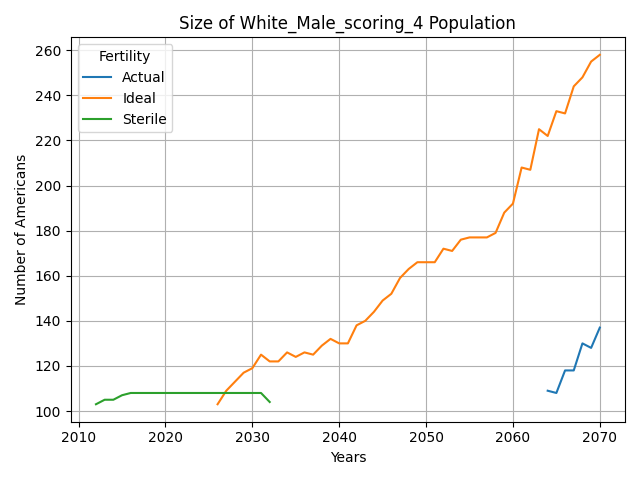 Size of White_Male_scoring_4 Population
Fertility
Actual
Ideal
Sterile
Number of Americans
260
240
220
200
180
160
140
120
100
2010 2020 2030 2040 2050 2060 2070
Years